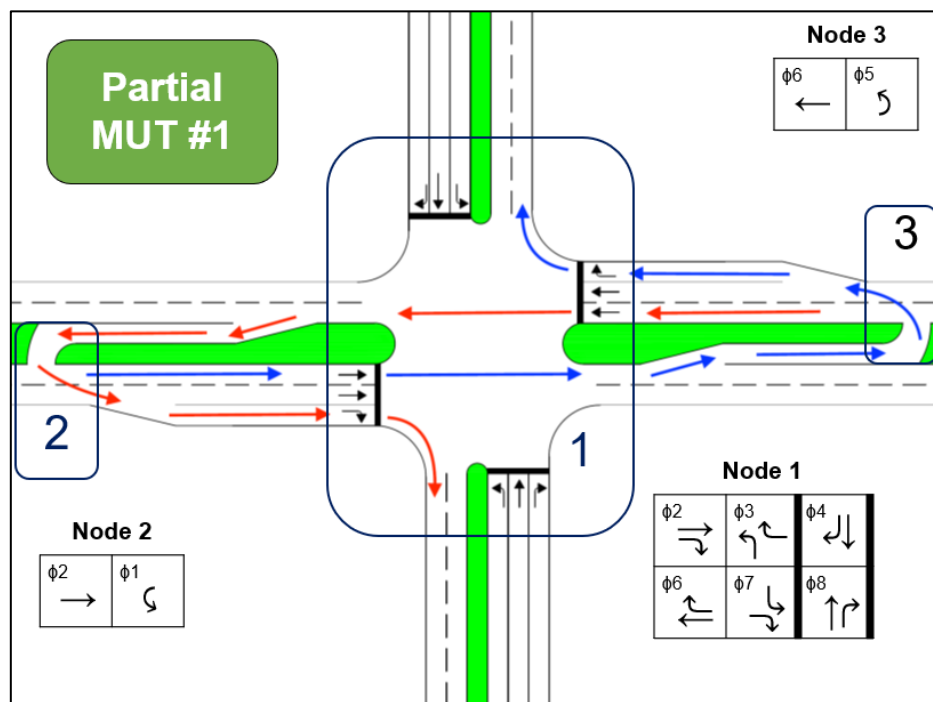 Partial
MUT #1
Node 3
ϕ6 ϕ5
3
2
1
Node 2
ϕ2 ϕ1
Node 1
ϕ2 ϕ3 ϕ4
ϕ6 ϕ7 ϕ8